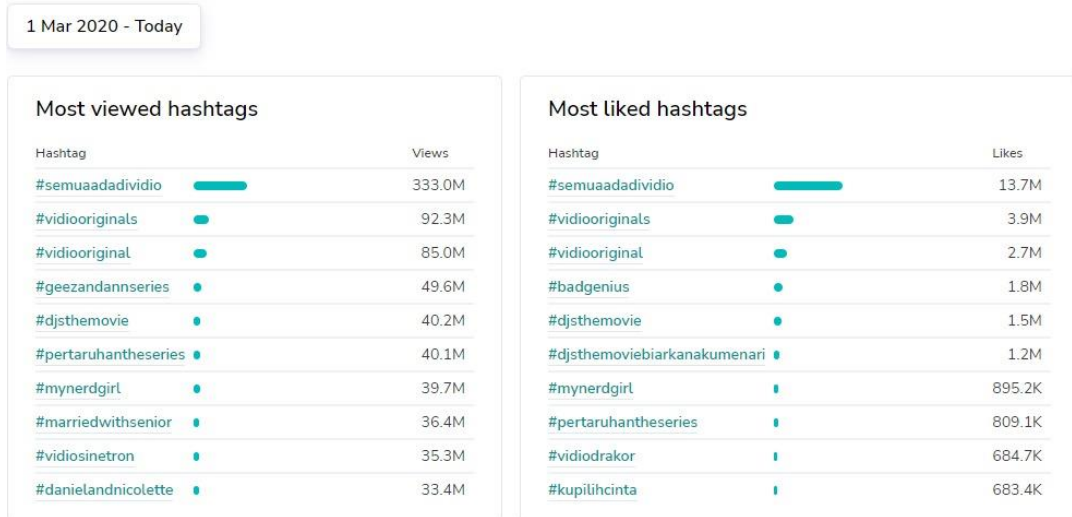 1 Mar 2020 - Today
Most viewed hashtags
Hashtag Views
#semuaadadividio 333.0M
#vidiooriginals 92.3M
#vidiooriginal 85.0M
#geezandannseries 49.6M
#djsthemovie 40.2M
#pertaruhantheseries 40.1M
#mynerdgirl 39.7M
#marriedwithsenior 36.4M
#vidiosinetron 35.3M
#danielandnicolette 33.4M
Most liked hashtags
Hashtag Likes
#semuaadadividio 13.7M
#vidiooriginals 3.9M
#vidiooriginal 2.7M
#badgenius 1.8M
#djsthemovie 1.5M
#djsthemoviebiarkanakumenari 1.2M
#mynerdgirl 895.2K
#pertaruhantheseries 809.1K
#vidiodrakor 684.7K
#kupilihcinta 683.4K